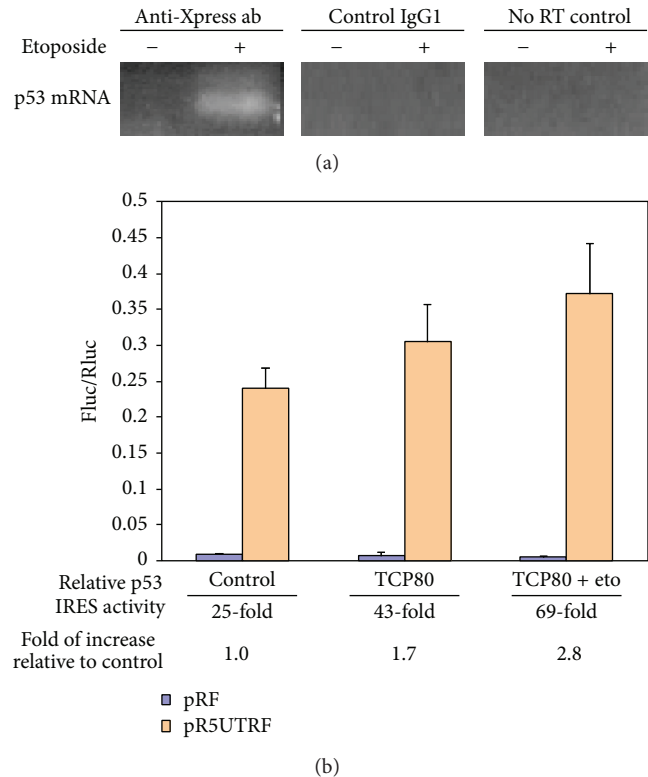 Anti-Xpress ab Control IgG1 No RT control
Etoposide − + − + − +
p53 mRNA
(a)
0.5
0.45
0.4
0.35
0.3
0.25
0.2
0.15
0.1
0.05
0
Fluc/Rluc
Relative p53 IRES activity
Control TCP80 TCP80 + eto
25-fold 43-fold 69-fold
Fold of increase
relative to control
1.0 1.7 2.8
pRF
pR5UTRF
(b)